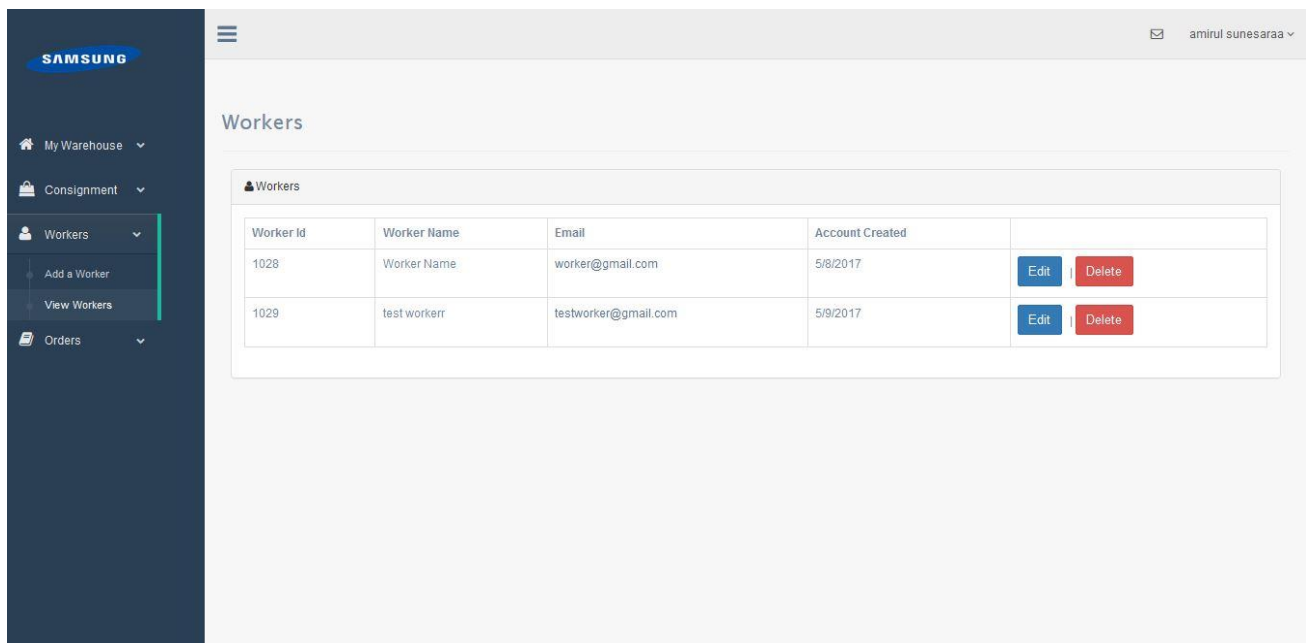 SAMSUNG
amirul sunesaraa
My Warehouse
Consignment
Workers
Add a Worker
View Workers
Orders
Workers
Workers
Worker Id Worker Name Email Account Created
1028 Worker Name worker@gmail.com 5/8/2017 Edit | Delete
1029 test workerr testworker@gmail.com 5/9/2017 Edit | Delete